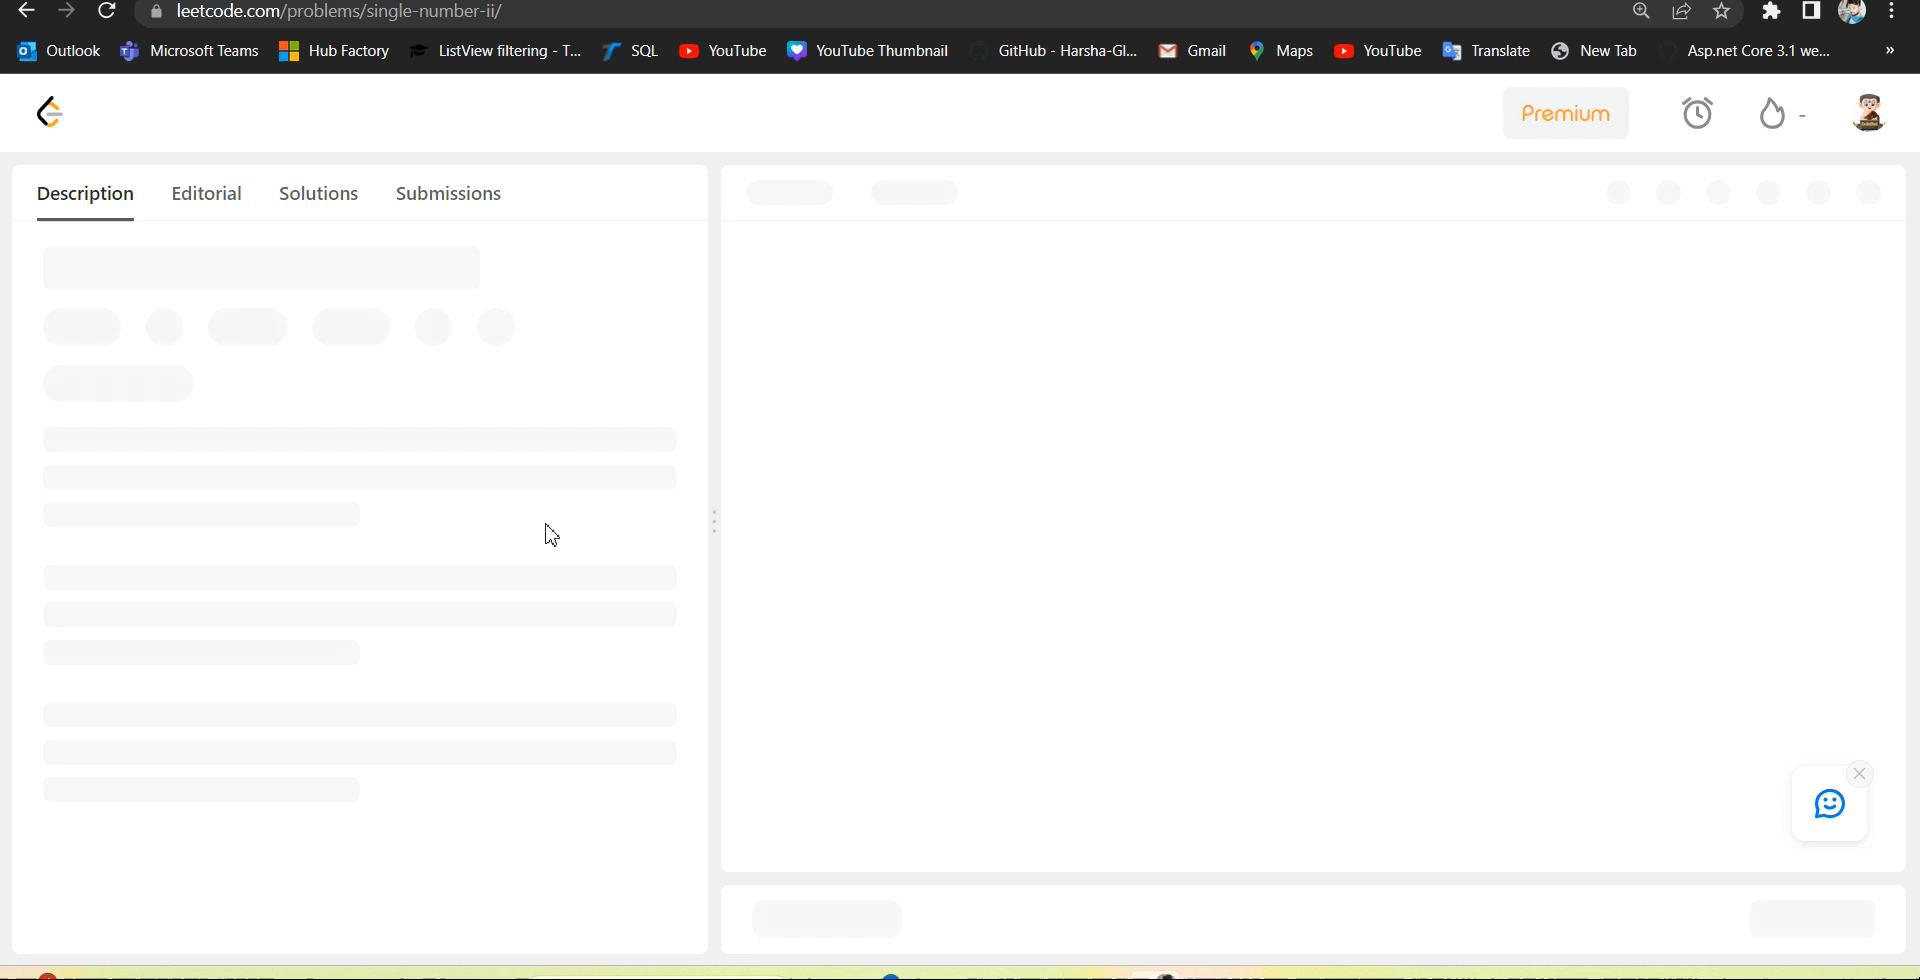 leetcode.com/problems/single-number-ii/
Outlook Microsoft Teams Hub Factory ListView filtering - T... SQL YouTube YouTube Thumbnail GitHub - Harsha-Gl... Gmail Maps YouTube Translate New Tab Asp.net Core 3.1 we... »
Premium -
Description Editorial Solutions Submissions